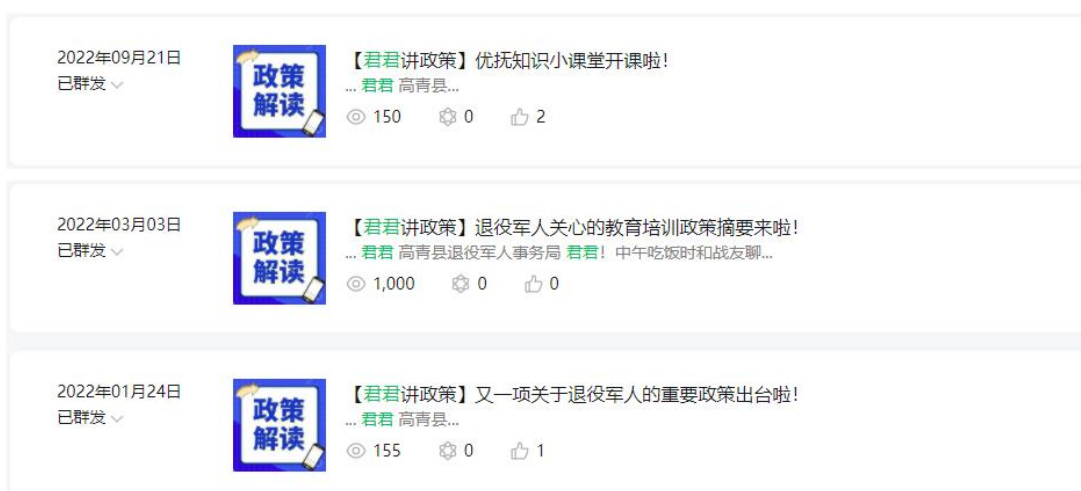 2022年09月21日
已群发
政策
解读
【君君讲政策】优抚知识小课堂开课啦！
... 君君 高青县...
150 0 2
2022年03月03日
已群发
政策
解读
【君君讲政策】退役军人关心的教育培训政策摘要来啦！
... 君君 高青县退役军人事务局 君君！中午吃饭时和战友聊...
1,000 0 0
2022年01月24日
已群发
政策
解读
【君君讲政策】又一项关于退役军人的重要政策出台啦！
... 君君 高青县...
155 0 1